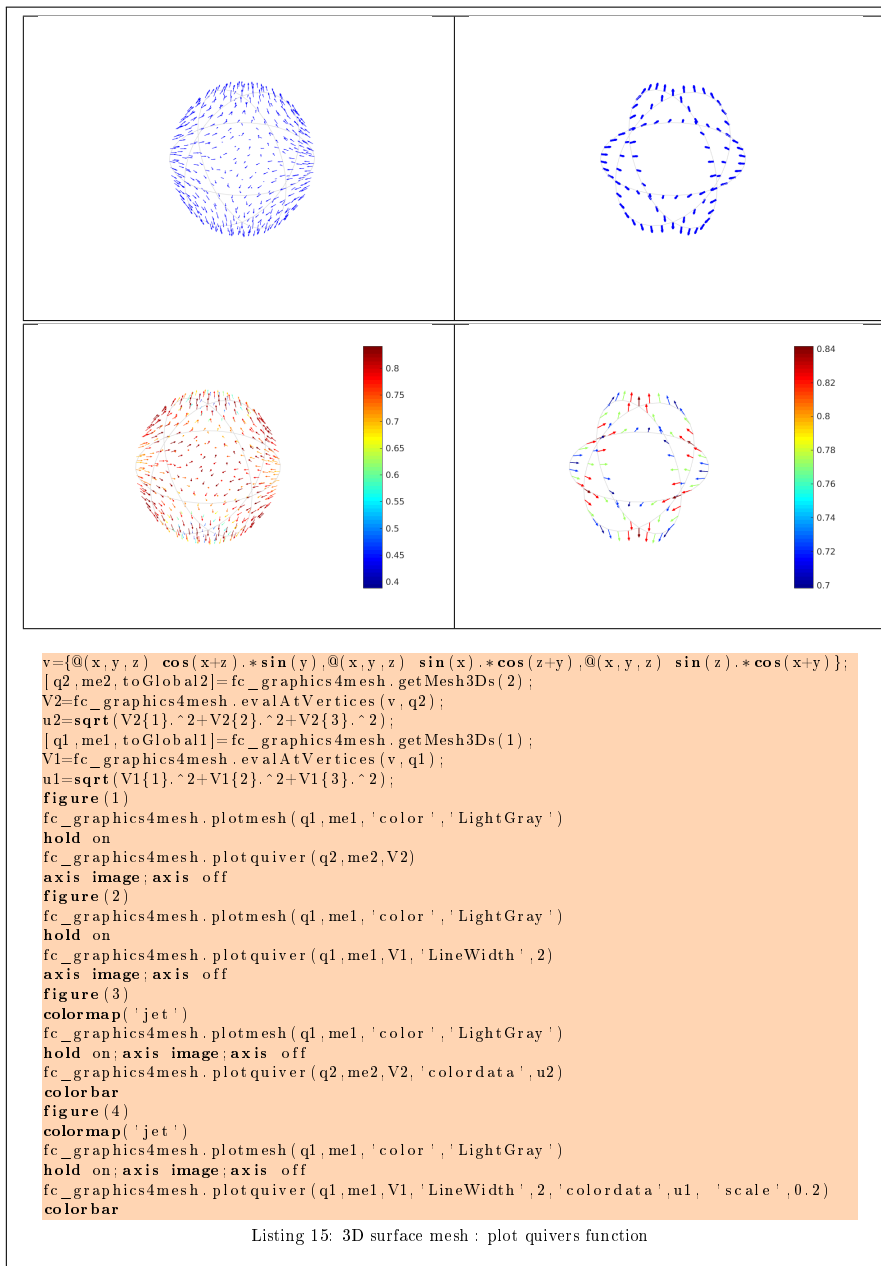 0.8
0.75
0.7
0.65
0.6
0.55
0.5
0.45
0.4
0.84
0.82
0.8
0.78
0.76
0.74
0.72
0.7
v={@(x,y,z) cos(x+z).*sin(y),@(x,y,z) sin(x).*cos(z+y),@(x,y,z) sin(z).*cos(x+y)};
[q2,me2,toGlobal2]=fc_graphics4mesh.getMesh3Ds(2);
V2=fc_graphics4mesh.evalAtVertices(v,q2);
u2=sqrt(V2{1}.^2+V2{2}.^2+V2{3}.^2);
[q1,me1,toGlobal1]=fc_graphics4mesh.getMesh3Ds(1);
V1=fc_graphics4mesh.evalAtVertices(v,q1);
u1=sqrt(V1{1}.^2+V1{2}.^2+V1{3}.^2);
figure(1)
fc_graphics4mesh.plotmesh(q1,me1,'color','LightGray')
hold on
fc_graphics4mesh.plotquiver(q2,me2,V2)
axis image;axis off
figure(2)
fc_graphics4mesh.plotmesh(q1,me1,'color','LightGray')
hold on
fc_graphics4mesh.plotquiver(q1,me1,V1,'LineWidth',2)
axis image;axis off
figure(3)
colormap('jet')
fc_graphics4mesh.plotmesh(q1,me1,'color','LightGray')
hold on;axis image;axis off
fc_graphics4mesh.plotquiver(q2,me2,V2,'colordata',u2)
colorbar
figure(4)
colormap('jet')
fc_graphics4mesh.plotmesh(q1,me1,'color','LightGray')
hold on;axis image;axis off
fc_graphics4mesh.plotquiver(q1,me1,V1,'LineWidth',2,'colordata',u1, 'scale',0.2)
colorbar
Listing 15: 3D surface mesh : plot quivers function